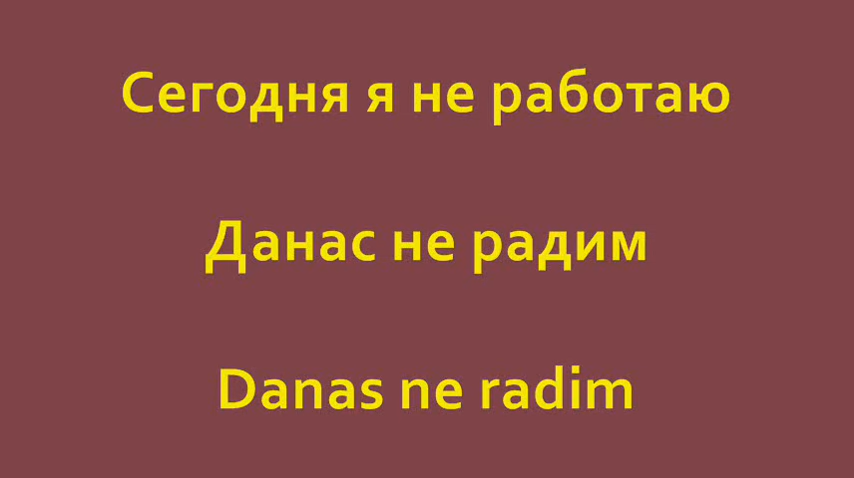 Сегодня я не работаю
Данас не радим
Danas ne radim